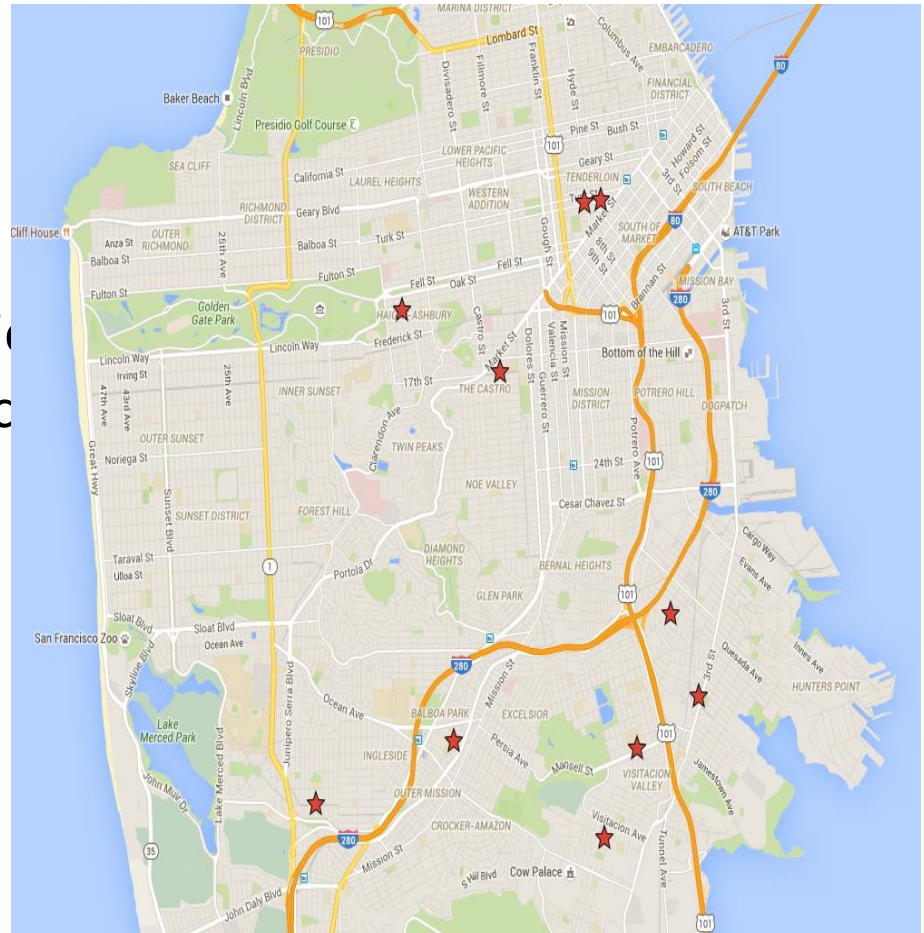 MARINA DISTRICT
101
Lombard St
Columbus Ave
EMBARCADERO
PRESIDIO
Franklin St
Hyde St
Fillmore St
Divisadero St
FINANCIAL
DISTRICT
80
Lincoln Blvd
Baker Beach
Presidio Golf Course
Pine St
Bush St
101
Howard St
Folsom St
LOWER PACIFIC
HEIGHTS
Geary St
SEA CLIFF
California St
LAUREL HEIGHTS
TENDERLOIN
3rd St
SOUTH BEACH
WESTERN
ADDITION
RICHMOND
DISTRICT
Geary Blvd
Market St
80
Cliff House
OUTER
RICHMOND
Anza St
25th Ave
Balboa St
Balboa St
Turk St
Gough St
8th St
9th St
SOUTH OF
MARKET
AT&T Park
Fulton St
Fulton St
Fell St
Oak St
Fell St
Brannan St
MISSION BAY
280
3rd St
Golden
Gate Park
101
Frederick St
Castro St
Market St
Dolores St
Valencia St
Mission St
Guerrero St
Bottom of the Hill
Lincoln Way
Lincoln Way
Irving St
47th Ave
43rd Ave
25th Ave
INNER SUNSET
17th St
THE CASTRO
MISSION
DISTRICT
POTRERO HILL
DOGPATCH
Clarendon Ave
TWIN PEAKS
Potrero Ave
OUTER SUNSET
Noriega St
Great Hwy
Sunset Blvd
24th St
101
NOE VALLEY
280
Cesar Chavez St
SUNSET DISTRICT
FOREST HILL
Cargo Way
Evans Ave
DIAMOND
HEIGHTS
Taraval St
Ulloa St
1
Portola Dr
BERNAL HEIGHTS
GLEN PARK
101
Sloat Blvd
Sloat Blvd
San Francisco Zoo
Ocean Ave
Skyline Blvd
280
Mission St
3rd St
Quesada Ave
Innes Ave
HUNTERS POINT
Junipero Serra Blvd
Ocean Ave
Lake
Merced Park
Lake Merced Blvd
BALBOA PARK
EXCELSIOR
101
INGLESIDE
Persia Ave
Mansell St
VISITACION
VALLEY
Jamestown Ave
John Muir Dr
OUTER MISSION
CROCKER-AMAZON
Visitacion Ave
280
35
Mission St
Cow Palace
Tunnel Ave
John Daly Blvd
101